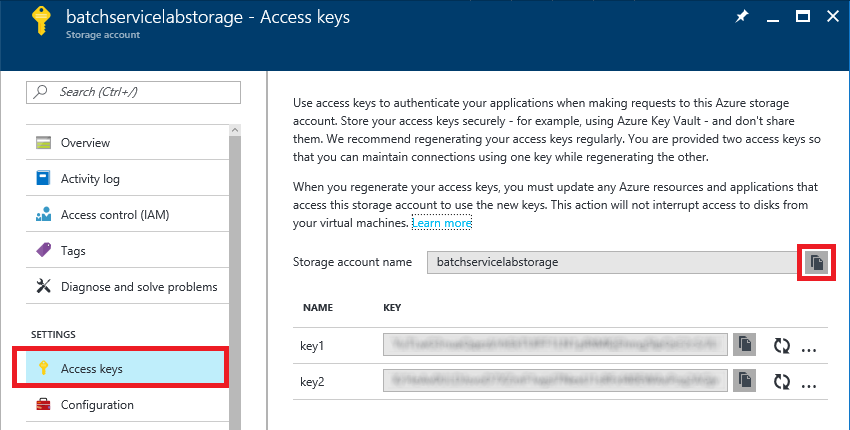 batchservicelabstorage - Access keys
Storage account
Search (Ctrl+/)
Overview
Activity log
Access control (IAM)
Tags
Diagnose and solve problems
SETTINGS
Access keys
Configuration
Use access keys to authenticate your applications when making requests to this Azure storage
account. Store your access keys securely - for example, using Azure Key Vault - and don't share
them. We recommend regenerating your access keys regularly. You are provided two access keys so
that you can maintain connections using one key while regenerating the other.
When you regenerate your access keys, you must update any Azure resources and applications that
access this storage account to use the new keys. This action will not interrupt access to disks from
your virtual machines. Learn more
Storage account name batchservicelabstorage
NAME KEY
key1
key2